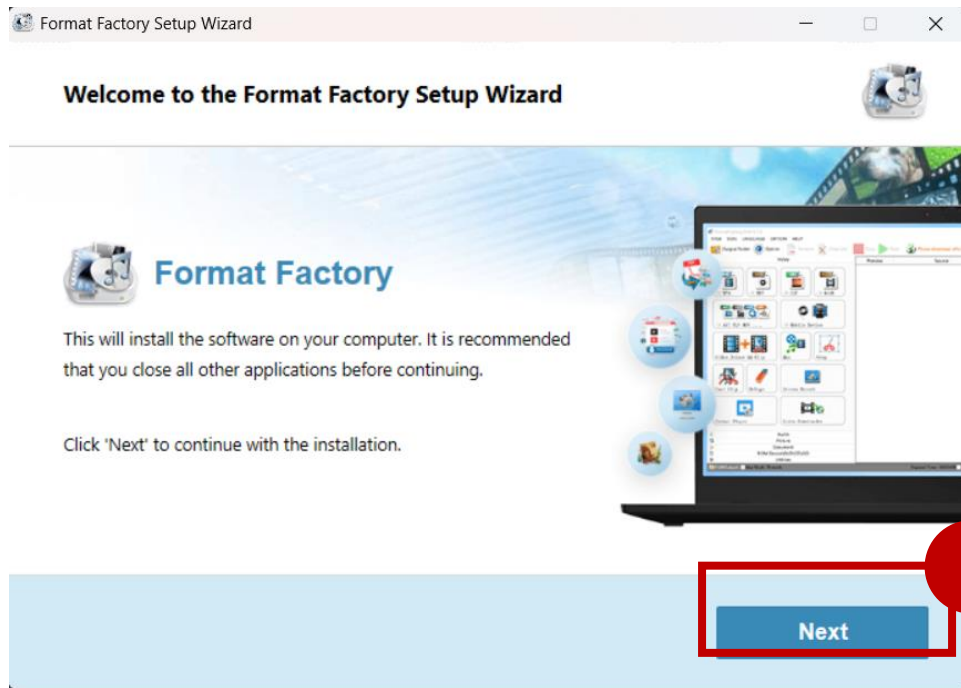 Format Factory Setup Wizard
Welcome to the Format Factory Setup Wizard
Format Factory
This will install the software on your computer. It is recommended
that you close all other applications before continuing.
Click 'Next' to continue with the installation.
Next